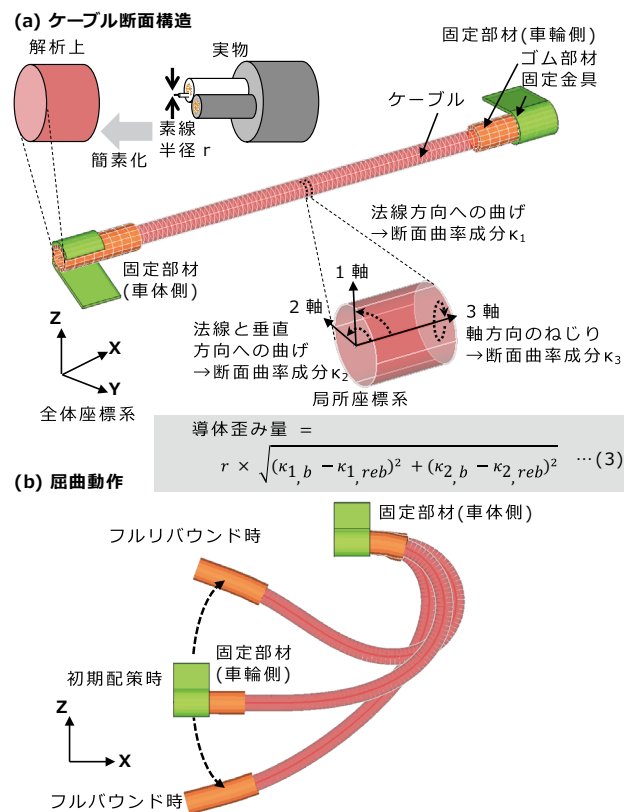 (a) ケーブル断面構造
解析上
実物
素線
半径 r
簡素化
固定部材(車輪側)
ゴム部材
固定金具
ケーブル
法線方向への曲げ
→断面曲率成分κ1
固定部材
(車体側)
1 軸
2 軸
3 軸
法線と垂直
方向への曲げ
→断面曲率成分κ2
軸方向のねじり
→断面曲率成分κ3
局所座標系
Z
X
Y
全体座標系
導体歪み量 =
r × √(κ1,b − κ1,reb)² + (κ2,b − κ2,reb)² …(3)
(b) 屈曲動作
固定部材(車体側)
フルリバウンド時
固定部材
(車輪側)
初期配策時
Z
X
フルバウンド時